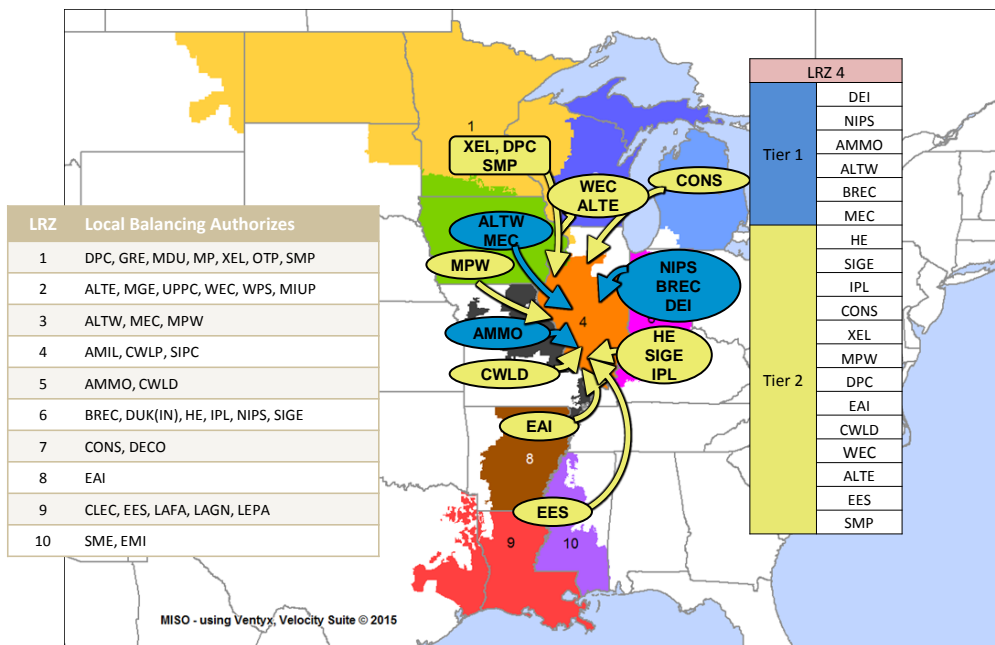 LRZ Local Balancing Authorizes
1 DPC, GRE, MDU, MP, XEL, OTP, SMP
2 ALTE, MGE, UPPC, WEC, WPS, MIUP
3 ALTW, MEC, MPW
4 AMIL, CWLP, SIPC
5 AMMO, CWLD
6 BREC, DUK(IN), HE, IPL, NIPS, SIGE
7 CONS, DECO
8 EAI
9 CLEC, EES, LAFA, LAGN, LEPA
10 SME, EMI
1
XEL, DPC
SMP
WEC
ALTE
CONS
ALTW
MEC
MPW
NIPS
BREC
DEI
4
AMMO
HE
SIGE
IPL
CWLD
EAI
8
EES
9
10
MISO - using Ventyx, Velocity Suite © 2015
LRZ 4
Tier 1
DEI
NIPS
AMMO
ALTW
BREC
MEC
Tier 2
HE
SIGE
IPL
CONS
XEL
MPW
DPC
EAI
CWLD
WEC
ALTE
EES
SMP